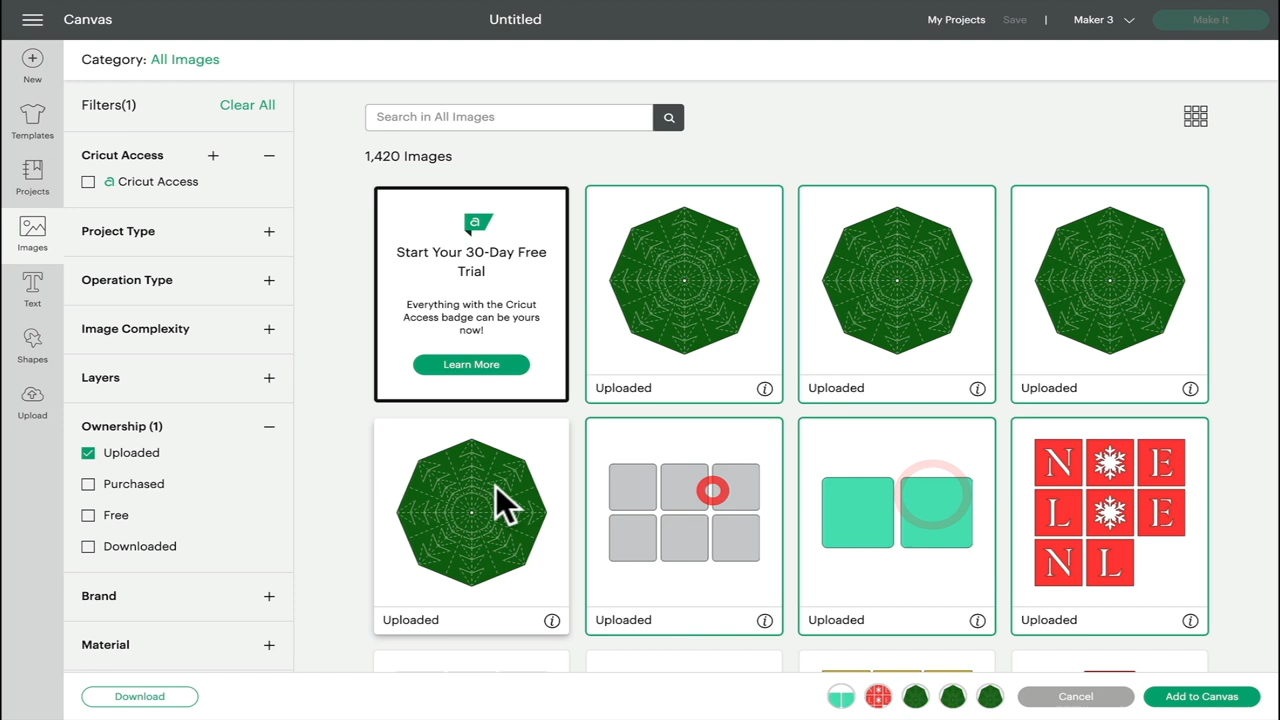 Canvas
Untitled
My Projects
Save
|
Maker 3
Make It
New
Templates
Projects
Images
Text
Shapes
Upload
Category: All Images
Filters(1)
Clear All
Cricut Access
a Cricut Access
Project Type
Operation Type
Image Complexity
Layers
Ownership (1)
Uploaded
Purchased
Free
Downloaded
Brand
Material
Search in All Images
1,420 Images
a
Start Your 30-Day Free
Trial
Everything with the Cricut
Access badge can be yours
now!
Learn More
Uploaded
Uploaded
Uploaded
N E
L E
N L
Uploaded
Uploaded
Uploaded
Uploaded
Download
Cancel
Add to Canvas